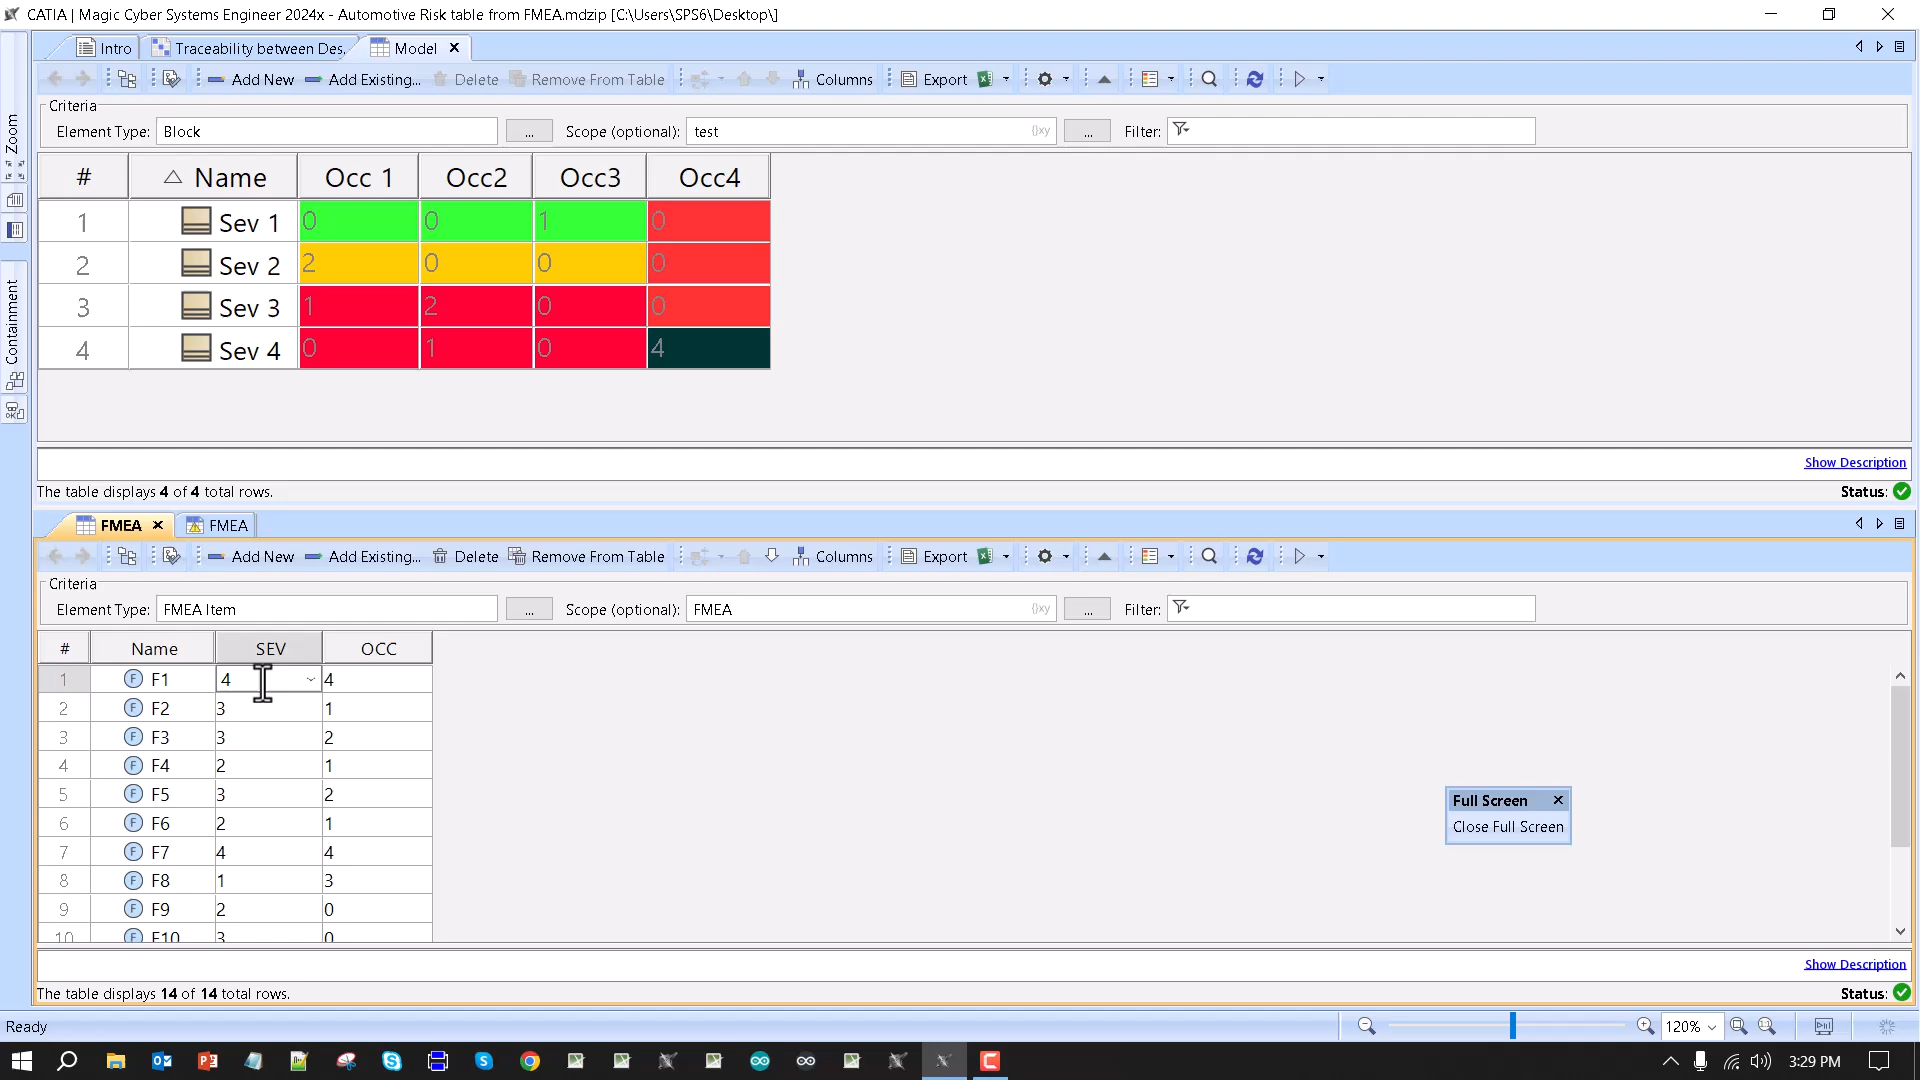 CATIA | Magic Cyber Systems Engineer 2024x - Automotive Risk table from FMEA.mdzip [C:\Users\SPS6\Desktop\]
Intro Traceability between Des... Model
Add New Add Existing... Delete Remove From Table Columns Export
Criteria
Element Type: Block ... Scope (optional): test {}xy ... Filter:
# Name Occ 1 Occ2 Occ3 Occ4
1 Sev 1 0 0 1 0
2 Sev 2 2 0 0 0
3 Sev 3 1 2 0 0
4 Sev 4 0 1 0 4
Show Description
The table displays 4 of 4 total rows. Status:
FMEA FMEA
Add New Add Existing... Delete Remove From Table Columns Export
Criteria
Element Type: FMEA Item ... Scope (optional): FMEA {}xy ... Filter:
# Name SEV OCC
1 F F1 4 4
2 F F2 3 1
3 F F3 3 2
4 F F4 2 1
5 F F5 3 2
6 F F6 2 1
7 F F7 4 4
8 F F8 1 3
9 F F9 2 0
10 F F10 3 0
Full Screen
Close Full Screen
Show Description
The table displays 14 of 14 total rows. Status:
Ready 120%
3:29 PM
Zoom
Containment